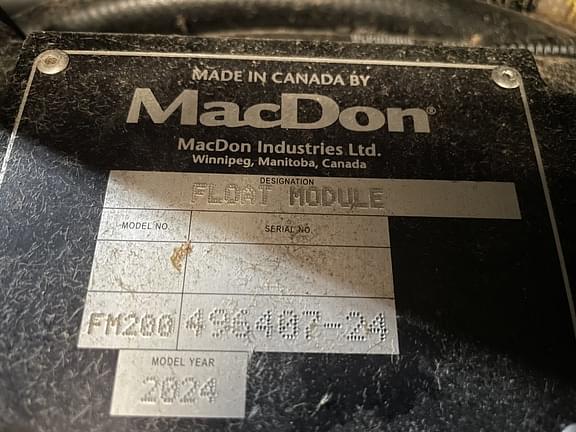 MADE IN CANADA BY
MacDon®
MacDon Industries Ltd.
Winnipeg, Manitoba, Canada
DESIGNATION
FLOAT MODULE
MODEL NO. SERIAL NO.
FM200 496407-24
MODEL YEAR
2024